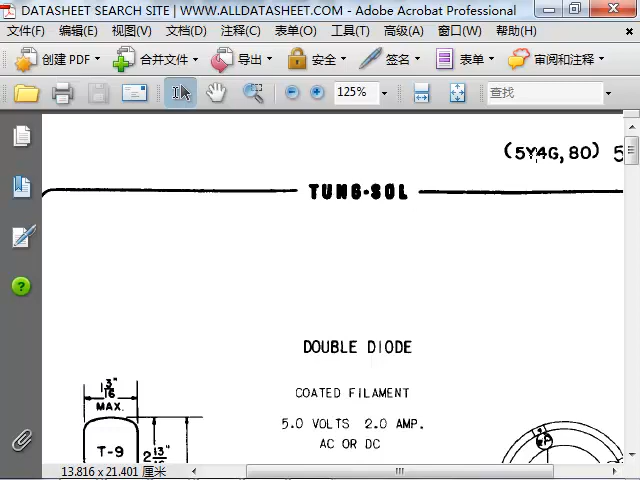 DATASHEET SEARCH SITE | WWW.ALLDATASHEET.COM - Adobe Acrobat Professional
文件(F) 编辑(E) 视图(V) 文档(D) 注释(C) 表单(O) 工具(T) 高级(A) 窗口(W) 帮助(H)
创建 PDF 合并文件 导出 安全 签名 表单 审阅和注释
125% 查找
(5Y4G, 80) 5
TUNG-SOL
DOUBLE DIODE
COATED FILAMENT
1 3/16"
MAX.
5.0 VOLTS 2.0 AMP.
AC OR DC
T-9
13.816 x 21.401 厘米